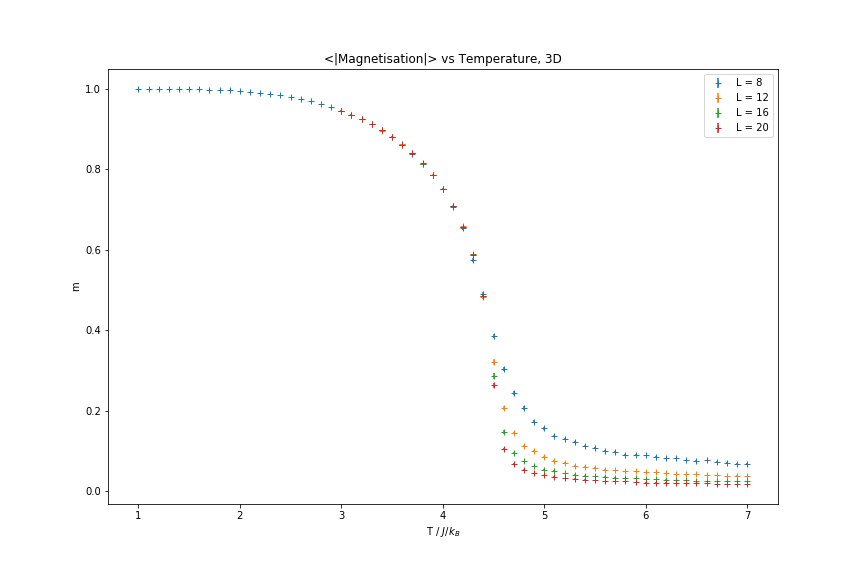 <|Magnetisation|> vs Temperature, 3D
L = 8
L = 12
L = 16
L = 20
1.0
0.8
0.6
m
0.4
0.2
0.0
1 2 3 4 5 6 7
T / J/k_B